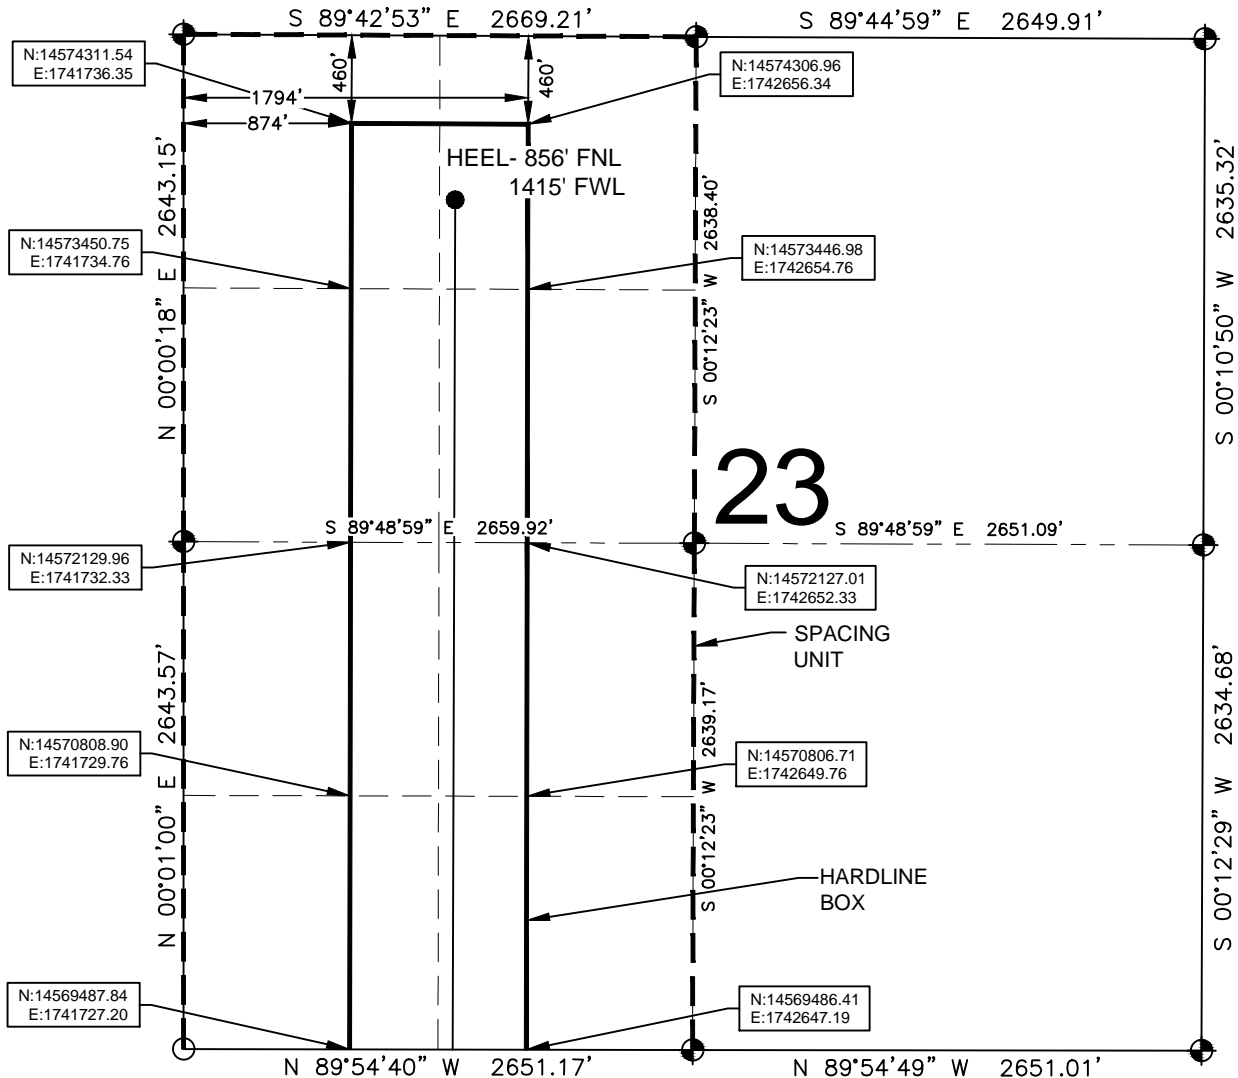 S 89°42'53" E 2669.21'
S 89°44'59" E 2649.91'
N:14574311.54
E:1741736.35
460'
460'
N:14574306.96
E:1742656.34
1794'
874'
HEEL- 856' FNL
1415' FWL
N 00°00'18" E 2643.15'
S 00°12'23" W 2638.40'
S 00°10'50" W 2635.32'
N:14573450.75
E:1741734.76
N:14573446.98
E:1742654.76
23
S 89°48'59" E 2659.92'
S 89°48'59" E 2651.09'
N:14572129.96
E:1741732.33
N:14572127.01
E:1742652.33
SPACING
UNIT
N 00°01'00" E 2643.57'
S 00°12'23" W 2639.17'
S 00°12'29" W 2634.68'
N:14570808.90
E:1741729.76
N:14570806.71
E:1742649.76
HARDLINE
BOX
N:14569487.84
E:1741727.20
N:14569486.41
E:1742647.19
N 89°54'40" W 2651.17'
N 89°54'49" W 2651.01'